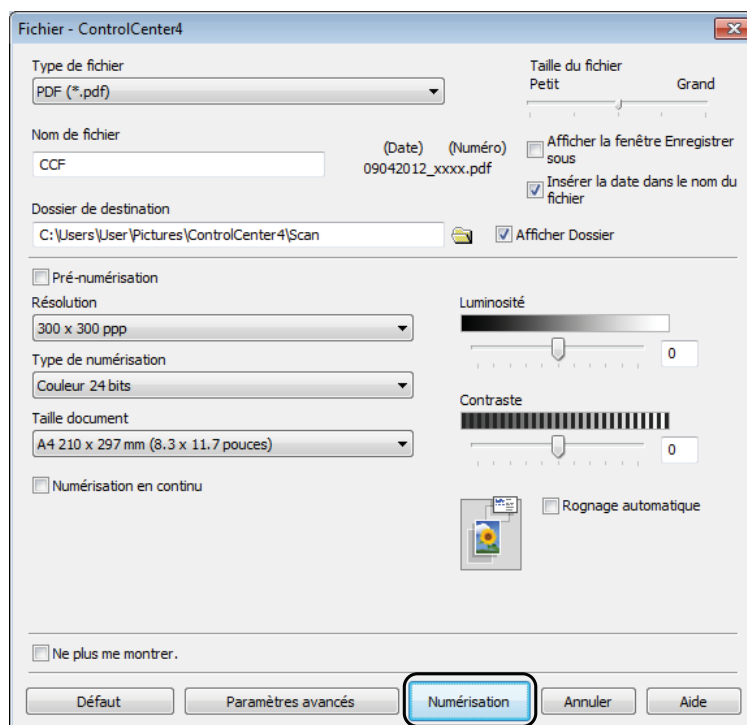 Fichier - ControlCenter4
Type de fichier
PDF (*.pdf)
Taille du fichier
Petit Grand
Nom de fichier
CCF
(Date) (Numéro)
09042012_xxxx.pdf
Afficher la fenêtre Enregistrer
sous
Insérer la date dans le nom du
fichier
Dossier de destination
C:\Users\User\Pictures\ControlCenter4\Scan
Afficher Dossier
Pré-numérisation
Résolution
300 x 300 ppp
Type de numérisation
Couleur 24 bits
Taille document
A4 210 x 297 mm (8.3 x 11.7 pouces)
Numérisation en continu
Luminosité
0
Contraste
0
Rognage automatique
Ne plus me montrer.
Défaut Paramètres avancés Numérisation Annuler Aide